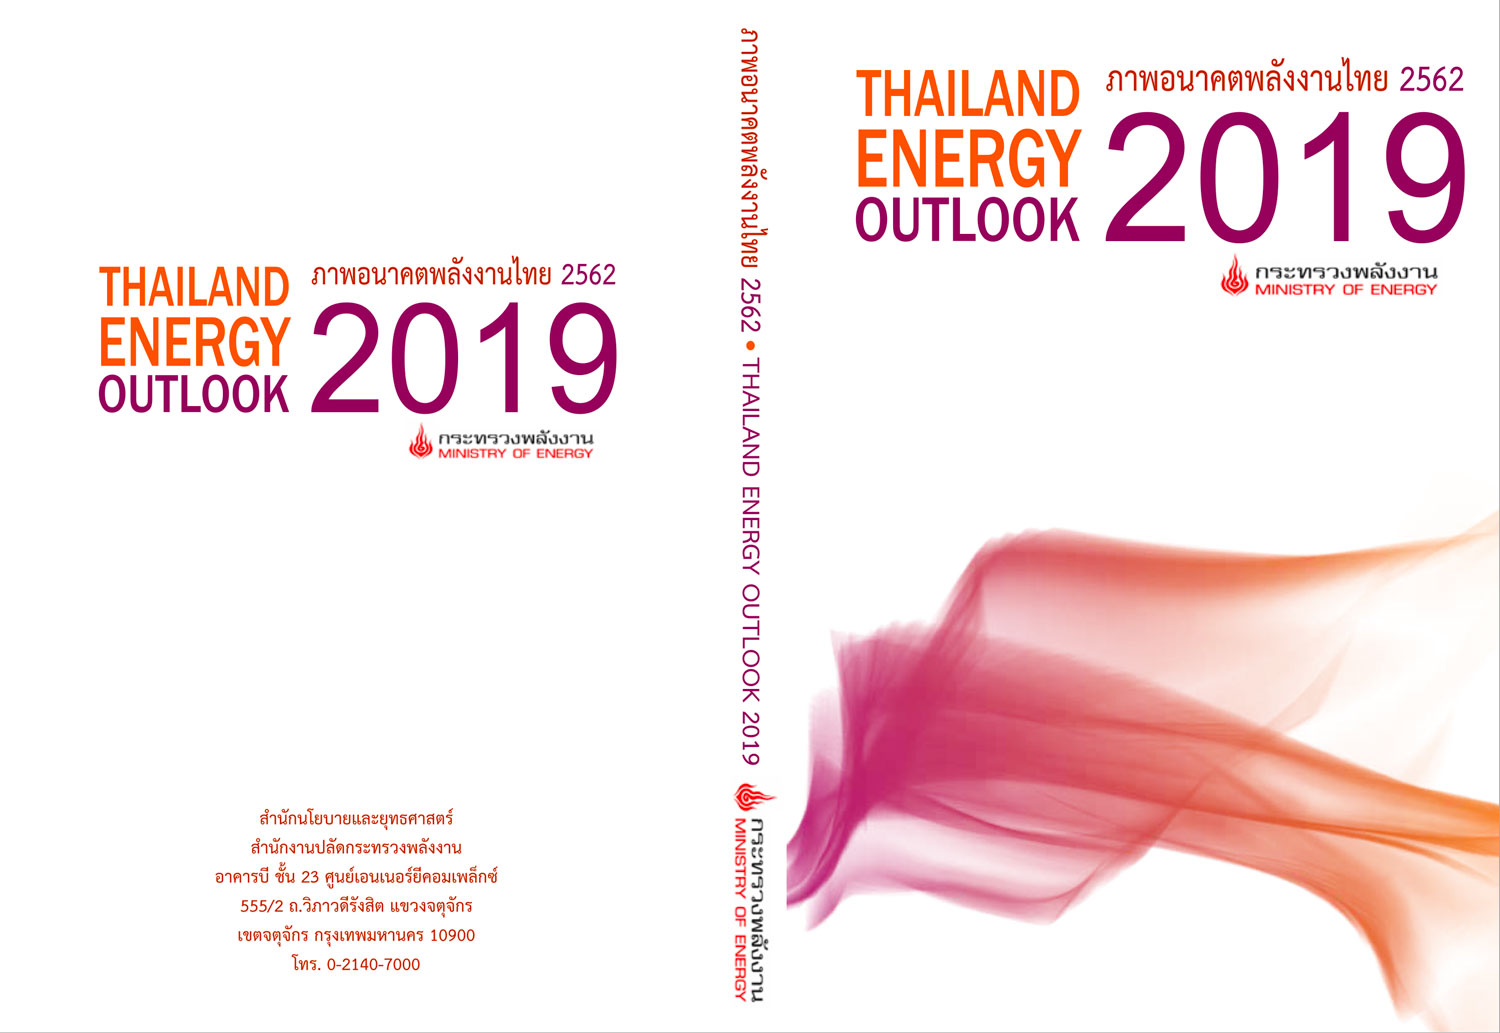 THAILAND
ENERGY
OUTLOOK
ภาพอนาคตพลังงานไทย 2562
2019
กระทรวงพลังงาน
MINISTRY OF ENERGY
สำนักนโยบายและยุทธศาสตร์
สำนักงานปลัดกระทรวงพลังงาน
อาคารบี ชั้น 23 ศูนย์เอนเนอร์ยีคอมเพล็กซ์
555/2 ถ.วิภาวดีรังสิต แขวงจตุจักร
เขตจตุจักร กรุงเทพมหานคร 10900
โทร. 0-2140-7000
ภาพอนาคตพลังงานไทย 2562 • THAILAND ENERGY OUTLOOK 2019
กระทรวงพลังงาน
MINISTRY OF ENERGY
THAILAND
ENERGY
OUTLOOK
ภาพอนาคตพลังงานไทย 2562
2019
กระทรวงพลังงาน
MINISTRY OF ENERGY